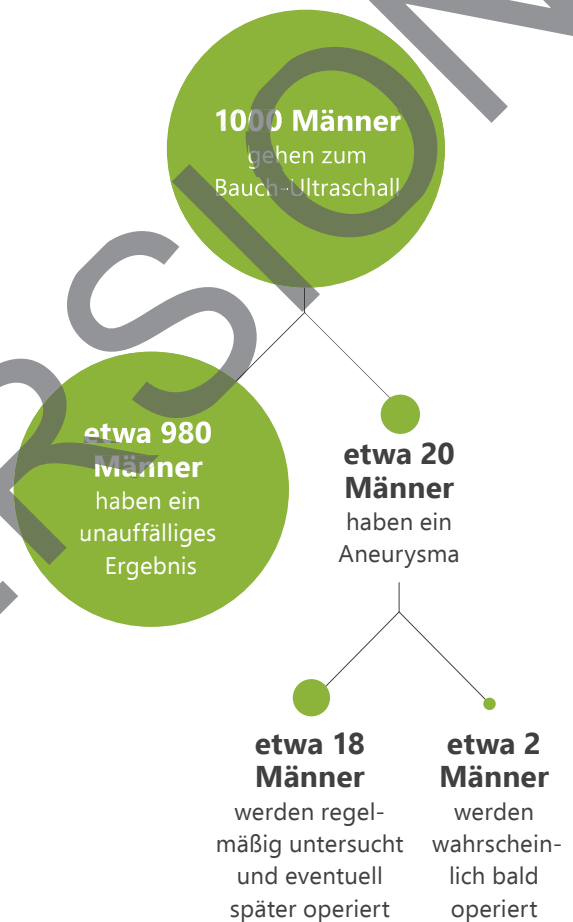 1000 Männer
gehen zum
Bauch-Ultraschall
etwa 980
Männer
haben ein
unauffälliges
Ergebnis
etwa 20
Männer
haben ein
Aneurysma
etwa 18
Männer
werden regel-
mäßig untersucht
und eventuell
später operiert
etwa 2
Männer
werden
wahrschein-
lich bald
operiert
RSION